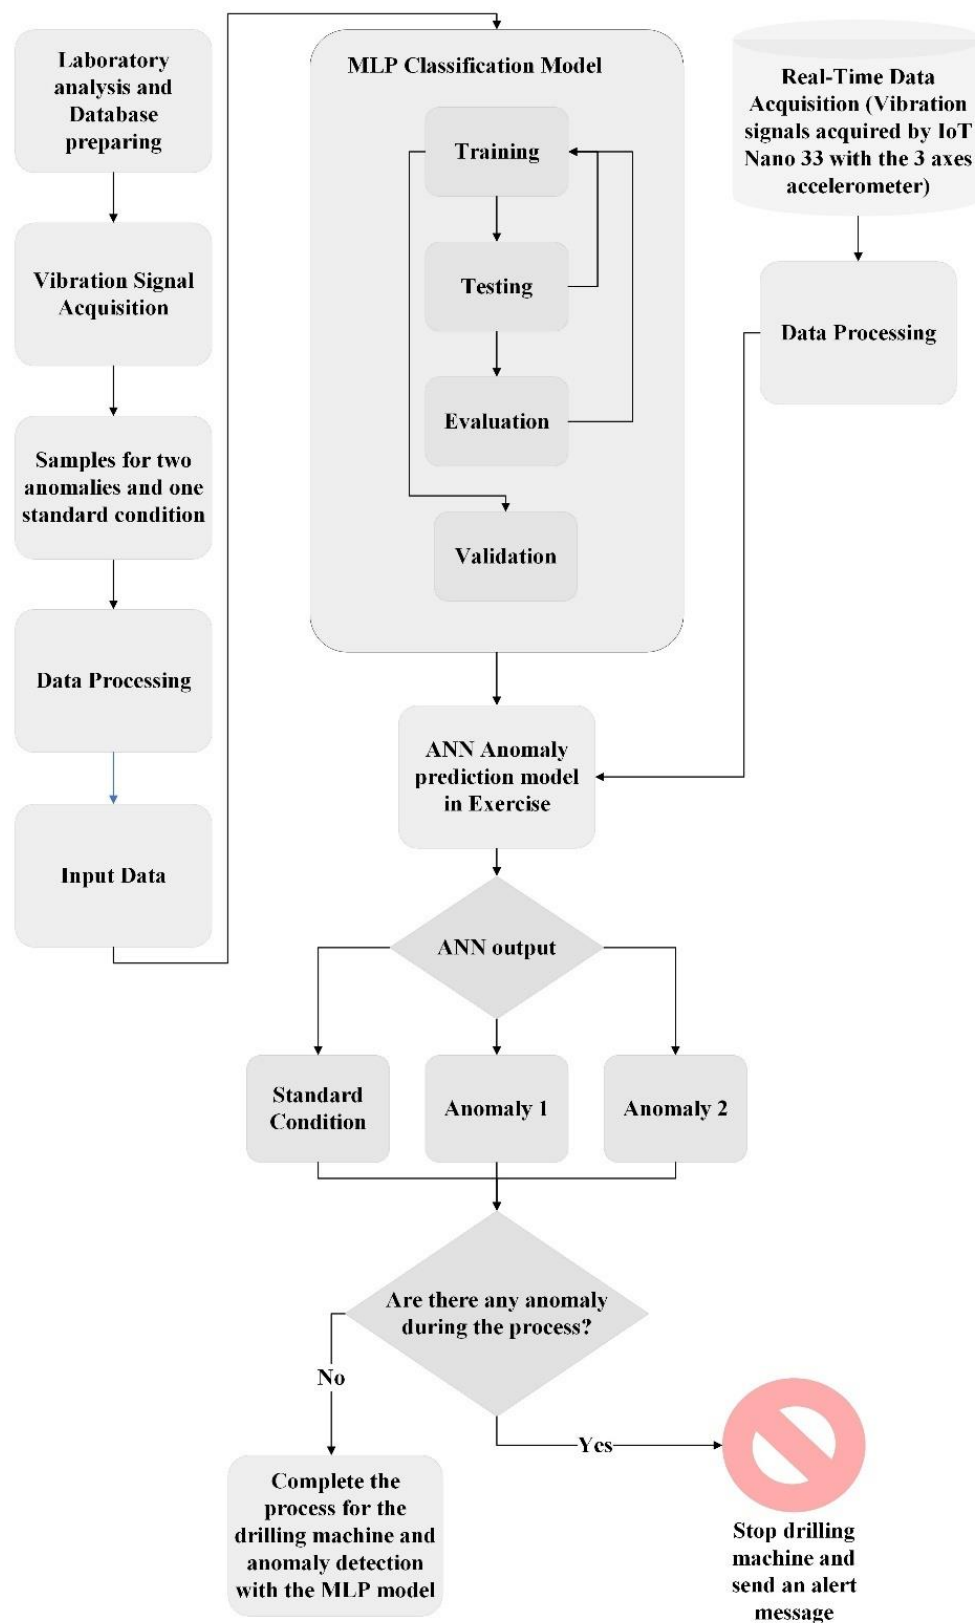 Laboratory
analysis and
Database
preparing
Vibration Signal
Acquisition
Samples for two
anomalies and one
standard condition
Data Processing
Input Data
MLP Classification Model
Training
Testing
Evaluation
Validation
Real-Time Data
Acquisition (Vibration
signals acquired by IoT
Nano 33 with the 3 axes
accelerometer)
Data Processing
ANN Anomaly
prediction model
in Exercise
ANN output
Standard
Condition
Anomaly 1
Anomaly 2
Are there any anomaly
during the process?
No
Yes
Complete the
process for the
drilling machine and
anomaly detection
with the MLP model
Stop drilling
machine and
send an alert
message